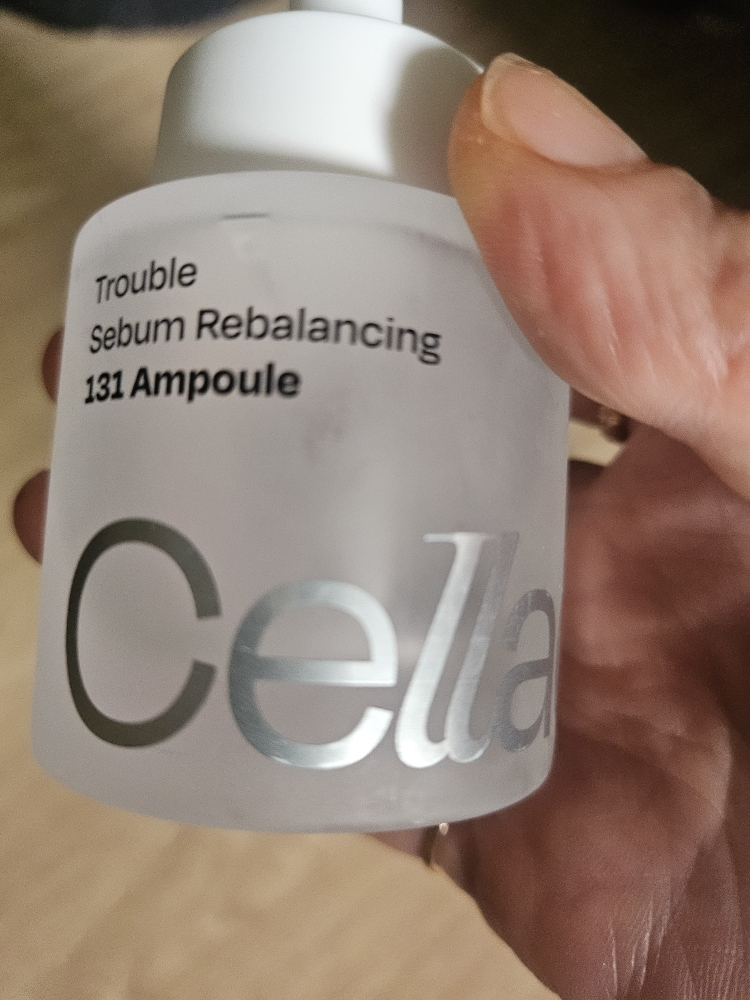 Trouble
Sebum Rebalancing
131 Ampoule
Cella